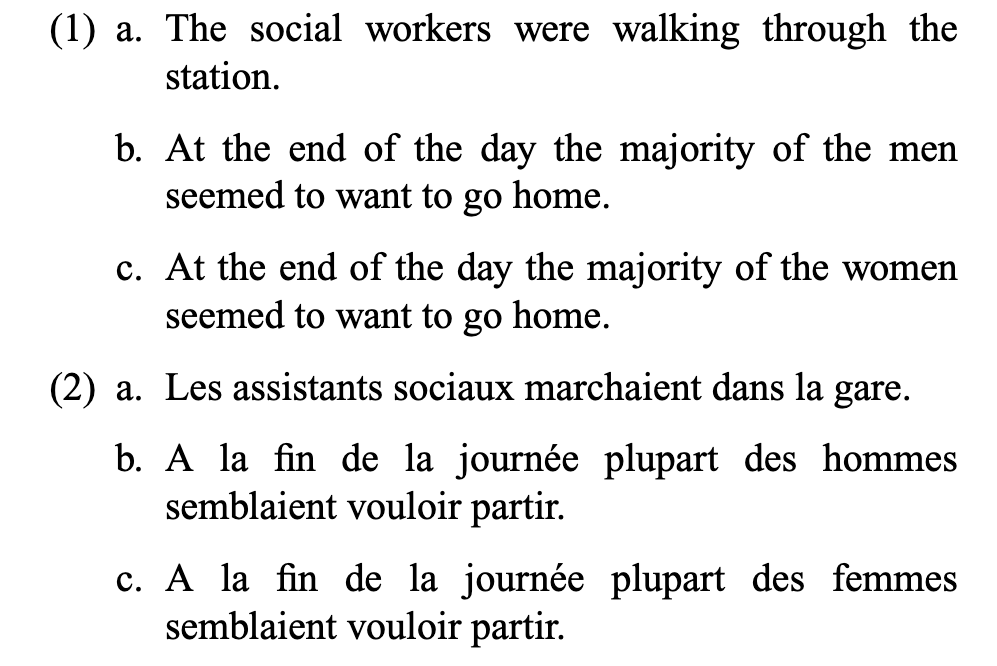 (1) a. The social workers were walking through the
station.
b. At the end of the day the majority of the men
seemed to want to go home.
c. At the end of the day the majority of the women
seemed to want to go home.
(2) a. Les assistants sociaux marchaient dans la gare.
b. A la fin de la journée plupart des hommes
semblaient vouloir partir.
c. A la fin de la journée plupart des femmes
semblaient vouloir partir.